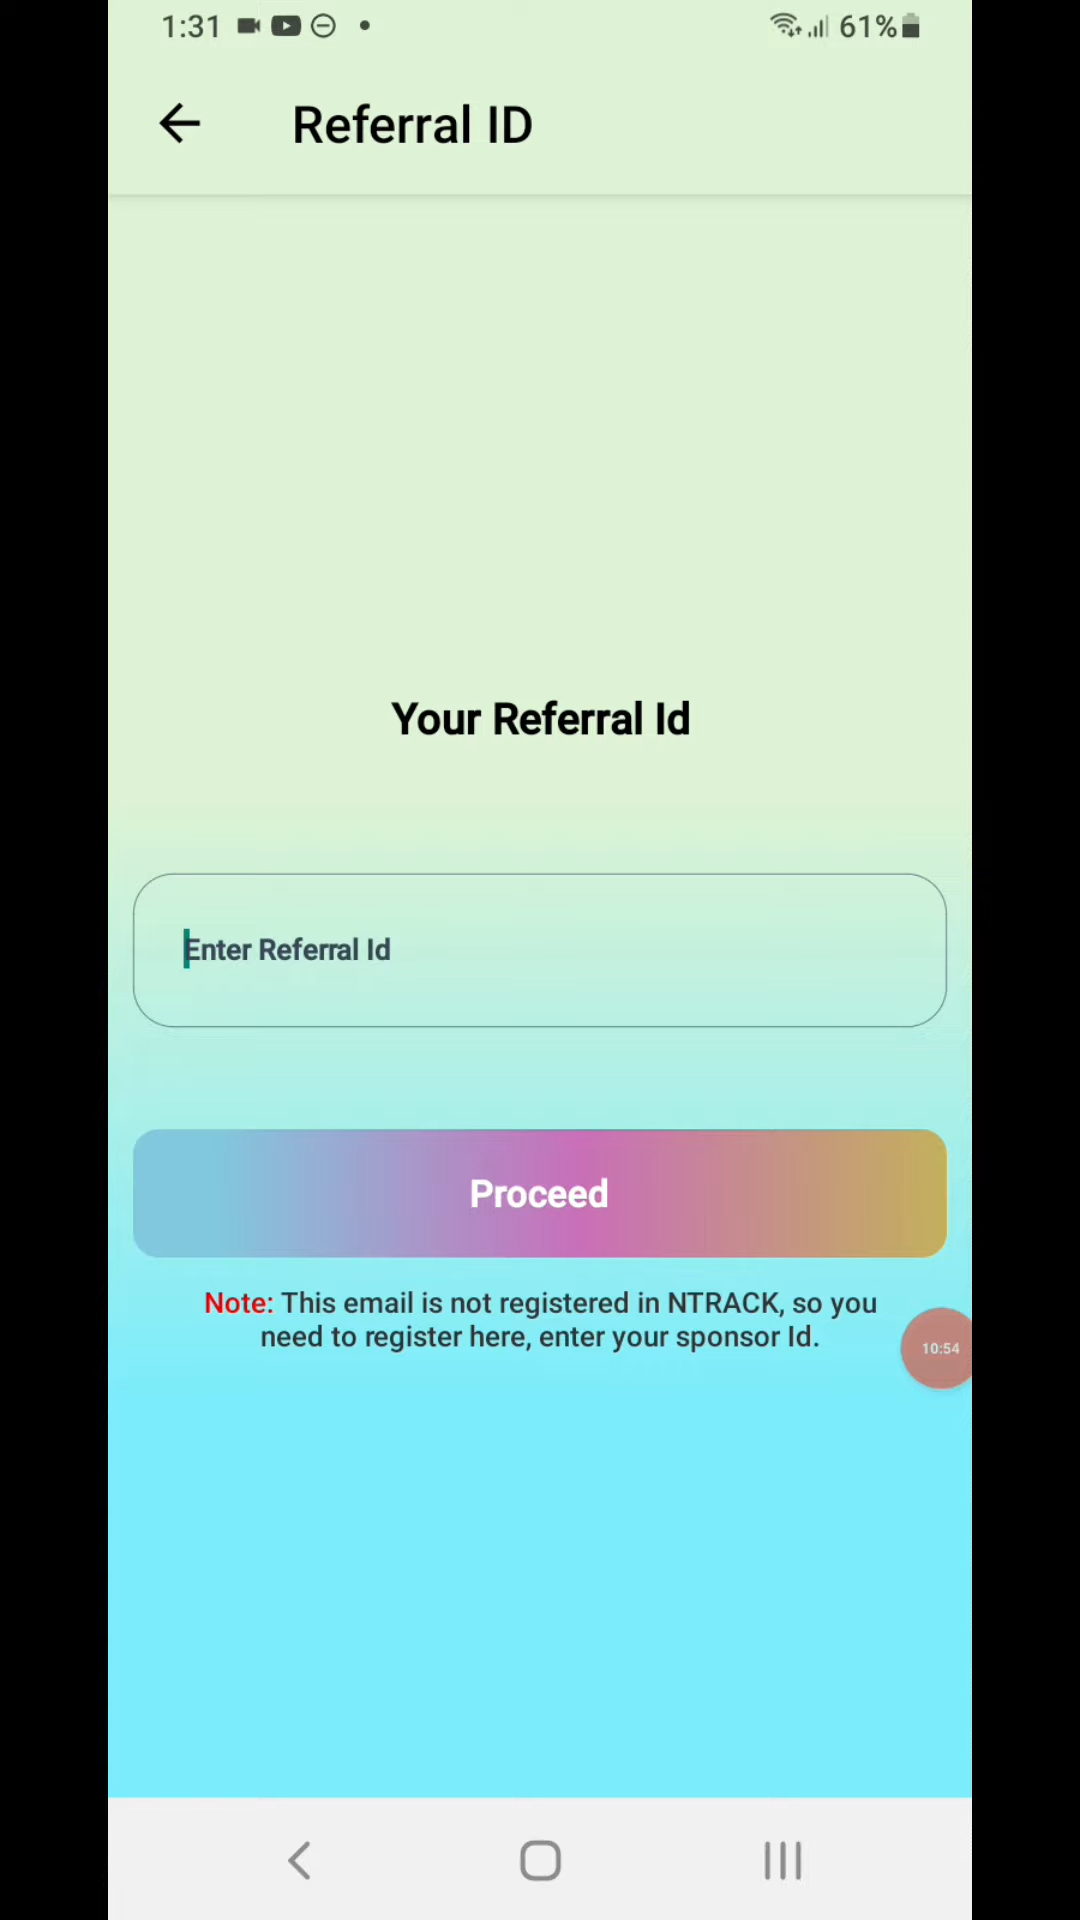 1:31 61%
Referral ID
Your Referral Id
Enter Referral Id
Proceed
Note: This email is not registered in NTRACK, so you
need to register here, enter your sponsor Id.
10:54